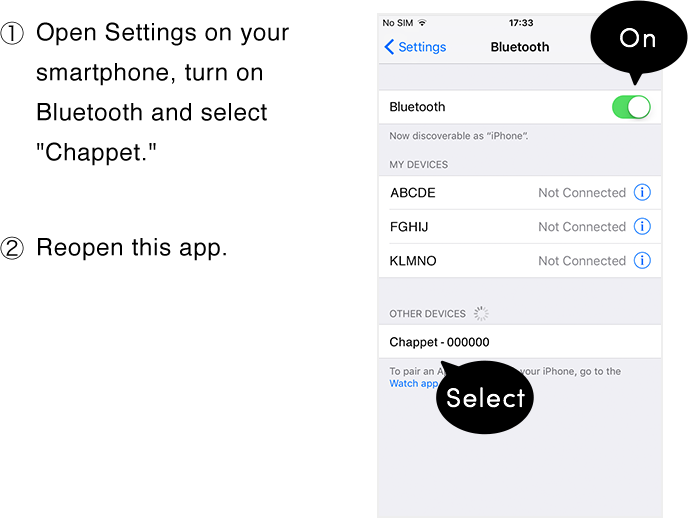 ① Open Settings on your
smartphone, turn on
Bluetooth and select
"Chappet."
② Reopen this app.
No SIM 17:33
Settings Bluetooth
On
Bluetooth
Now discoverable as “iPhone”.
MY DEVICES
ABCDE Not Connected
FGHIJ Not Connected
KLMNO Not Connected
OTHER DEVICES
Chappet - 000000
To pair an your iPhone, go to the
Watch app
Select